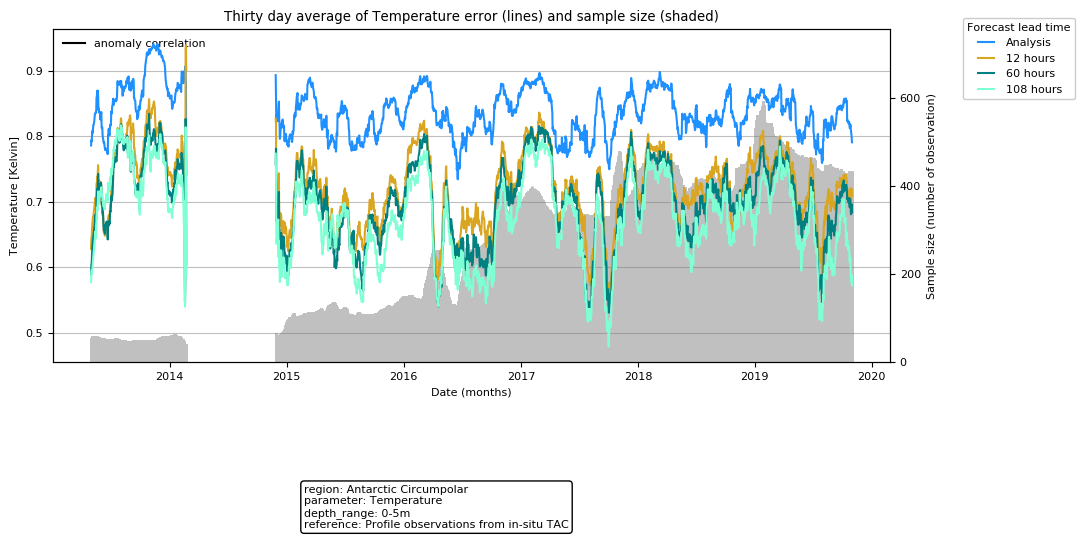 Thirty day average of Temperature error (lines) and sample size (shaded)
Forecast lead time
Analysis
12 hours
60 hours
108 hours
anomaly correlation
Temperature [Kelvin]
0.9
0.8
0.7
0.6
0.5
Sample size (number of observation)
600
400
200
0
2014 2015 2016 2017 2018 2019 2020
Date (months)
region: Antarctic Circumpolar
parameter: Temperature
depth_range: 0-5m
reference: Profile observations from in-situ TAC